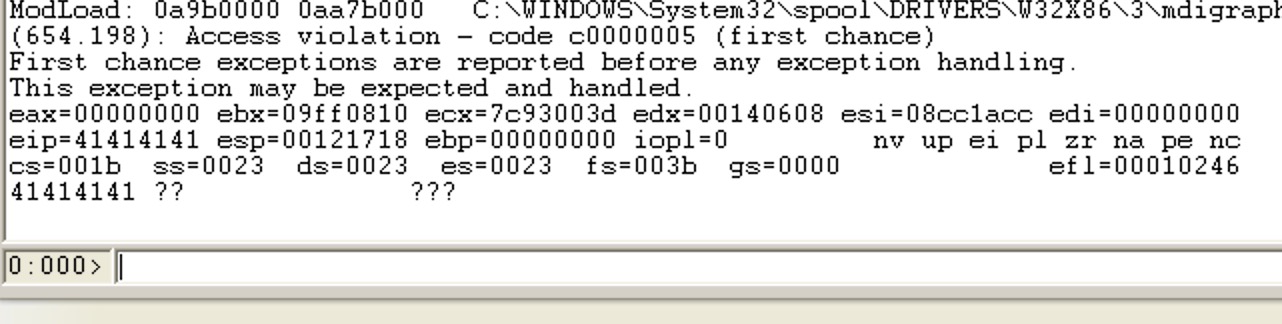 ModLoad: 0a9b0000 0aa7b000   C:\WINDOWS\System32\spool\DRIVERS\W32X86\3\mdigraph
(654.198): Access violation - code c0000005 (first chance)
First chance exceptions are reported before any exception handling.
This exception may be expected and handled.
eax=00000000 ebx=09ff0810 ecx=7c93003d edx=00140608 esi=08cc1acc edi=00000000
eip=41414141 esp=00121718 ebp=00000000 iopl=0         nv up ei pl zr na pe nc
cs=001b  ss=0023  ds=0023  es=0023  fs=003b  gs=0000             efl=00010246
41414141 ??              ???
0:000>